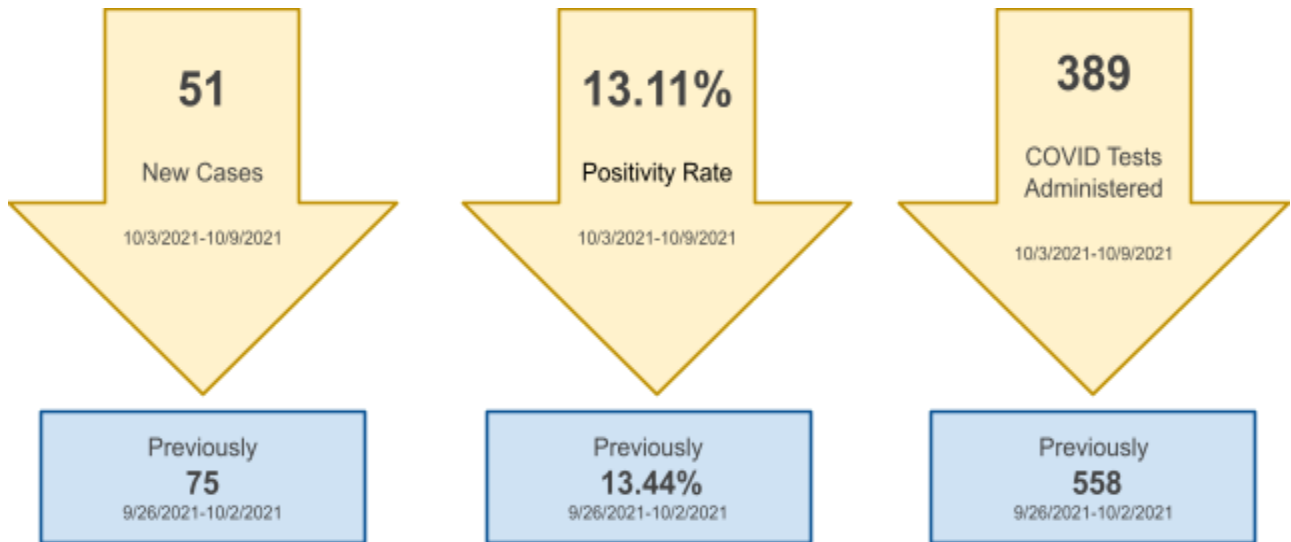 51
New Cases
10/3/2021-10/9/2021
Previously
75
9/26/2021-10/2/2021
13.11%
Positivity Rate
10/3/2021-10/9/2021
Previously
13.44%
9/26/2021-10/2/2021
389
COVID Tests
Administered
10/3/2021-10/9/2021
Previously
558
9/26/2021-10/2/2021